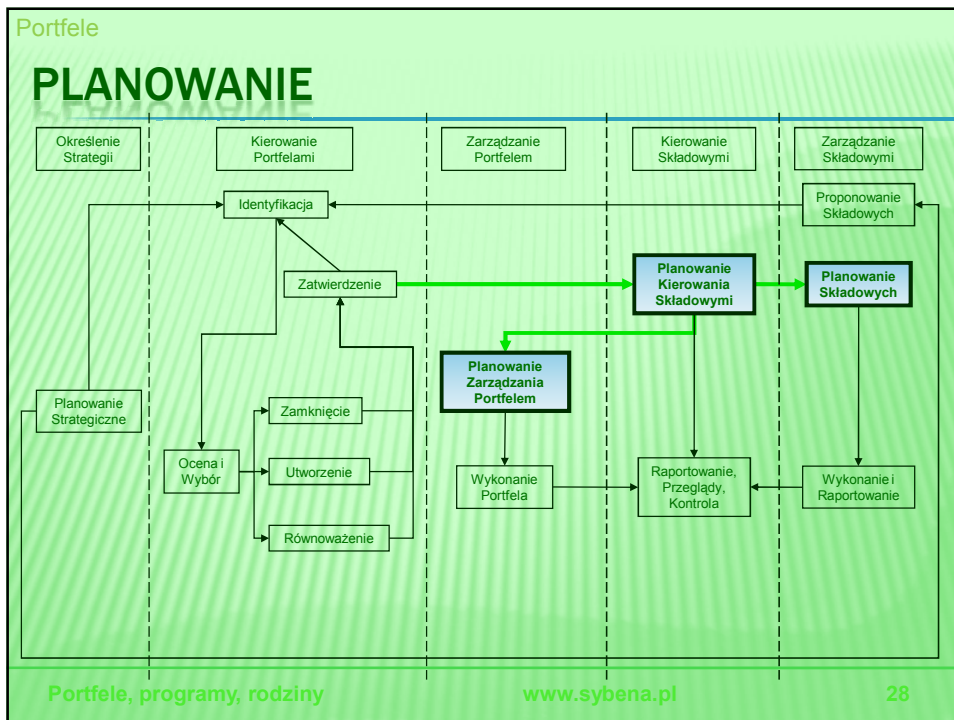 Portfele
PLANOWANIE
Określenie
Strategii
Kierowanie
Portfelami
Zarządzanie
Portfelem
Kierowanie
Składowymi
Zarządzanie
Składowymi
Identyfikacja
Proponowanie
Składowych
Zatwierdzenie
Planowanie
Kierowania
Składowymi
Planowanie
Składowych
Planowanie
Zarządzania
Portfelem
Planowanie
Strategiczne
Zamknięcie
Ocena i
Wybór
Utworzenie
Wykonanie
Portfela
Raportowanie,
Przeglądy,
Kontrola
Wykonanie i
Raportowanie
Równoważenie
Portfele, programy, rodziny
www.sybena.pl
28